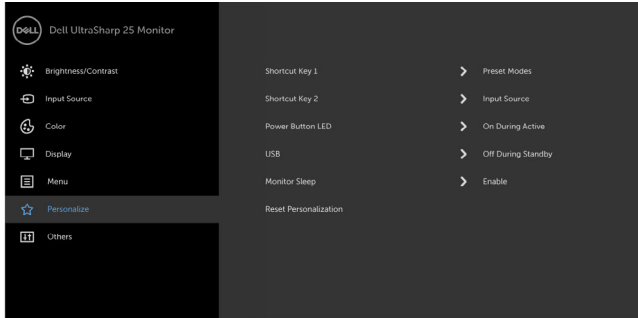 DELL Dell UltraSharp 25 Monitor
Brightness/Contrast
Input Source
Color
Display
Menu
Personalize
Others
Shortcut Key 1 Preset Modes
Shortcut Key 2 Input Source
Power Button LED On During Active
USB Off During Standby
Monitor Sleep Enable
Reset Personalization